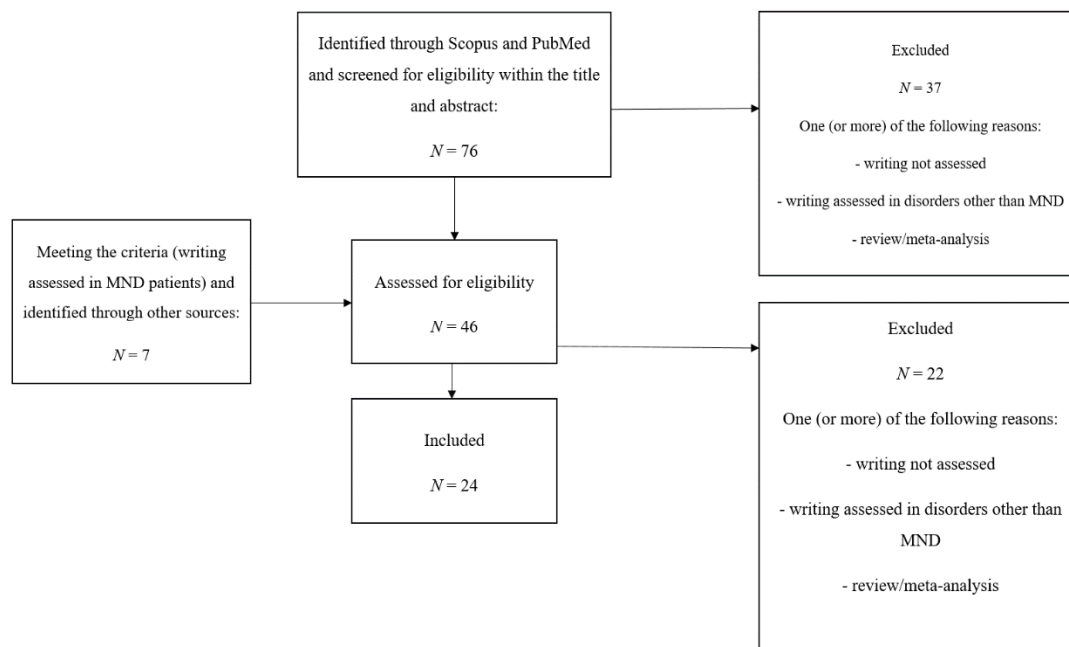 Identified through Scopus and PubMed
and screened for eligibility within the title
and abstract:
N = 76
Excluded
N = 37
One (or more) of the following reasons:
- writing not assessed
- writing assessed in disorders other than MND
- review/meta-analysis
Meeting the criteria (writing
assessed in MND patients) and
identified through other sources:
N = 7
Assessed for eligibility
N = 46
Excluded
N = 22
One (or more) of the following reasons:
- writing not assessed
- writing assessed in disorders other than
MND
- review/meta-analysis
Included
N = 24